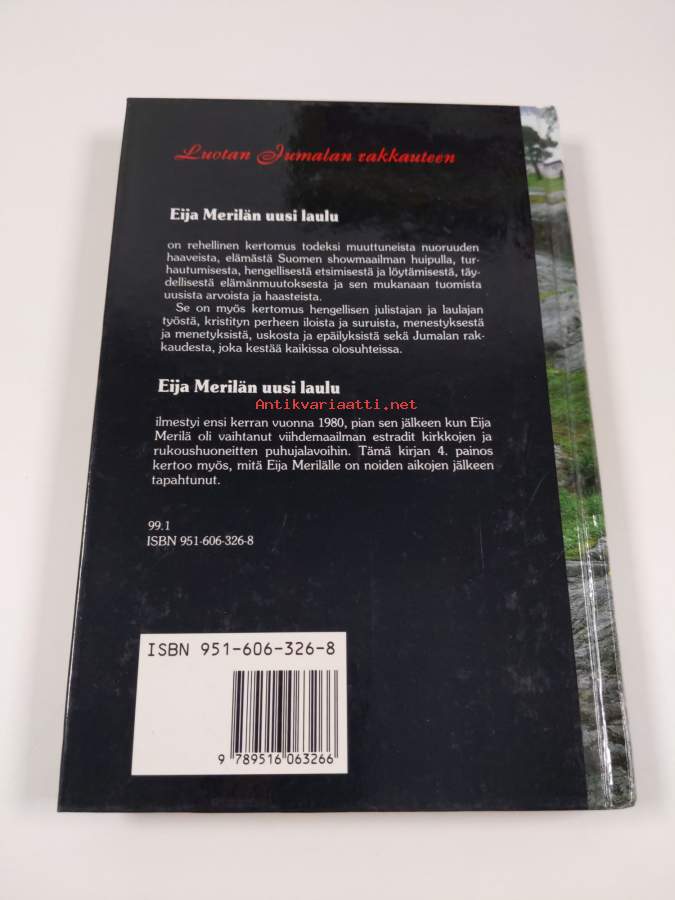 Luotan Jumalan rakkauteen
Eija Merilän uusi laulu
on rehellinen kertomus todeksi muuttuneista nuoruuden
haaveista, elämästä Suomen showmaailman huipulla, tur-
hautumisesta, hengellisestä etsimisestä ja löytämisestä, täy-
dellisestä elämänmuutoksesta ja sen mukanaan tuomista
uusista arvoista ja haasteista.
Se on myös kertomus hengellisen julistajan ja laulajan
työstä, kristityn perheen iloista ja suruista, menestyksestä
ja menetyksistä, uskosta ja epäilyksistä sekä Jumalan rak-
kaudesta, joka kestää kaikissa olosuhteissa.
Eija Merilän uusi laulu
Antikvariaatti.net
ilmestyi ensi kerran vuonna 1980, pian sen jälkeen kun Eija
Merilä oli vaihtanut viihdemaailman estradit kirkkojen ja
rukoushuoneitten puhujalavoihin. Tämä kirjan 4. painos
kertoo myös, mitä Eija Merilälle on noiden aikojen jälkeen
tapahtunut.
99.1
ISBN 951-606-326-8
ISBN 951-606-326-8
9 789516 063266